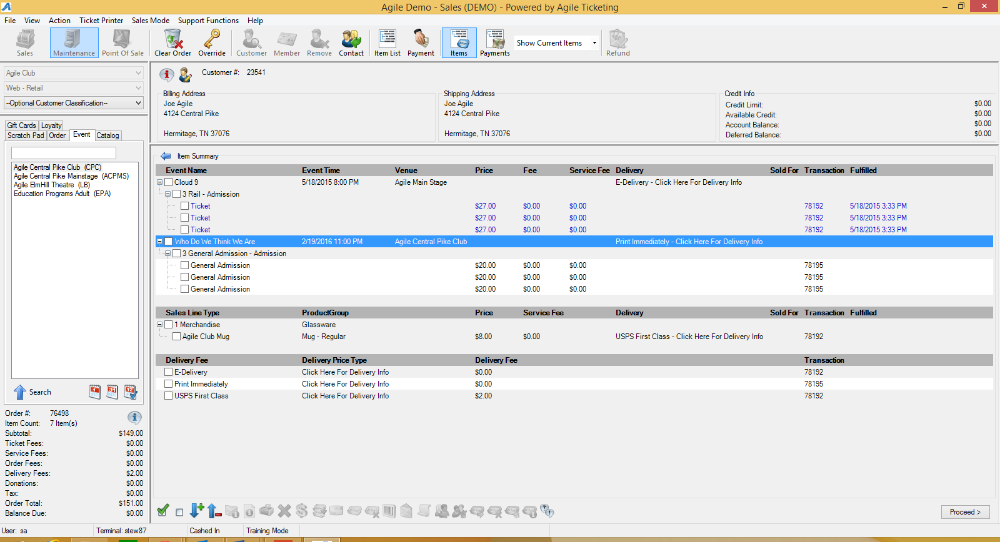 Agile Demo - Sales (DEMO) - Powered by Agile Ticketing
File View Action Ticket Printer Sales Mode Support Functions Help
Sales Maintenance Point Of Sale Clear Order Override Customer Member Remove Contact Item List Payment Items Payments Show Current Items Refund
Agile Club
Web - Retail
--Optional Customer Classification--
Gift Cards Loyalty
Scratch Pad Order Event Catalog
Agile Central Pike Club (CPC)
Agile Central Pike Mainstage (ACPMS)
Agile ElmHill Theatre (LB)
Education Programs Adult (EPA)
Search
Order #: 76498
Item Count: 7 Item(s)
Subtotal: $149.00
Ticket Fees: $0.00
Service Fees: $0.00
Order Fees: $0.00
Delivery Fees: $2.00
Donations: $0.00
Tax: $0.00
Order Total: $151.00
Balance Due: $0.00
Customer #: 23541
Billing Address
Joe Agile
4124 Central Pike
Hermitage, TN 37076
Shipping Address
Joe Agile
4124 Central Pike
Hermitage, TN 37076
Credit Info
Credit Limit: $0.00
Available Credit: $0.00
Account Balance: $0.00
Deferred Balance: $0.00
Item Summary
Event Name Event Time Venue Price Fee Service Fee Delivery Sold For Transaction Fulfilled
Cloud 9 5/18/2015 8:00 PM Agile Main Stage E-Delivery - Click Here For Delivery Info
3 Rail - Admission
Ticket $27.00 $0.00 $0.00 78192 5/18/2015 3:33 PM
Ticket $27.00 $0.00 $0.00 78192 5/18/2015 3:33 PM
Ticket $27.00 $0.00 $0.00 78192 5/18/2015 3:33 PM
Who Do We Think We Are 2/19/2016 11:00 PM Agile Central Pike Club Print Immediately - Click Here For Delivery Info
3 General Admission - Admission
General Admission $20.00 $0.00 $0.00 78195
General Admission $20.00 $0.00 $0.00 78195
General Admission $20.00 $0.00 $0.00 78195
Sales Line Type ProductGroup Price Service Fee Delivery Sold For Transaction Fulfilled
1 Merchandise Glassware
Agile Club Mug Mug - Regular $8.00 $0.00 USPS First Class - Click Here For Delivery Info 78192
Delivery Fee Delivery Price Type Delivery Fee Transaction
E-Delivery Click Here For Delivery Info $0.00 78192
Print Immediately Click Here For Delivery Info $0.00 78195
USPS First Class Click Here For Delivery Info $2.00 78192
Proceed >
User: sa Terminal: stew87 Cashed In Training Mode